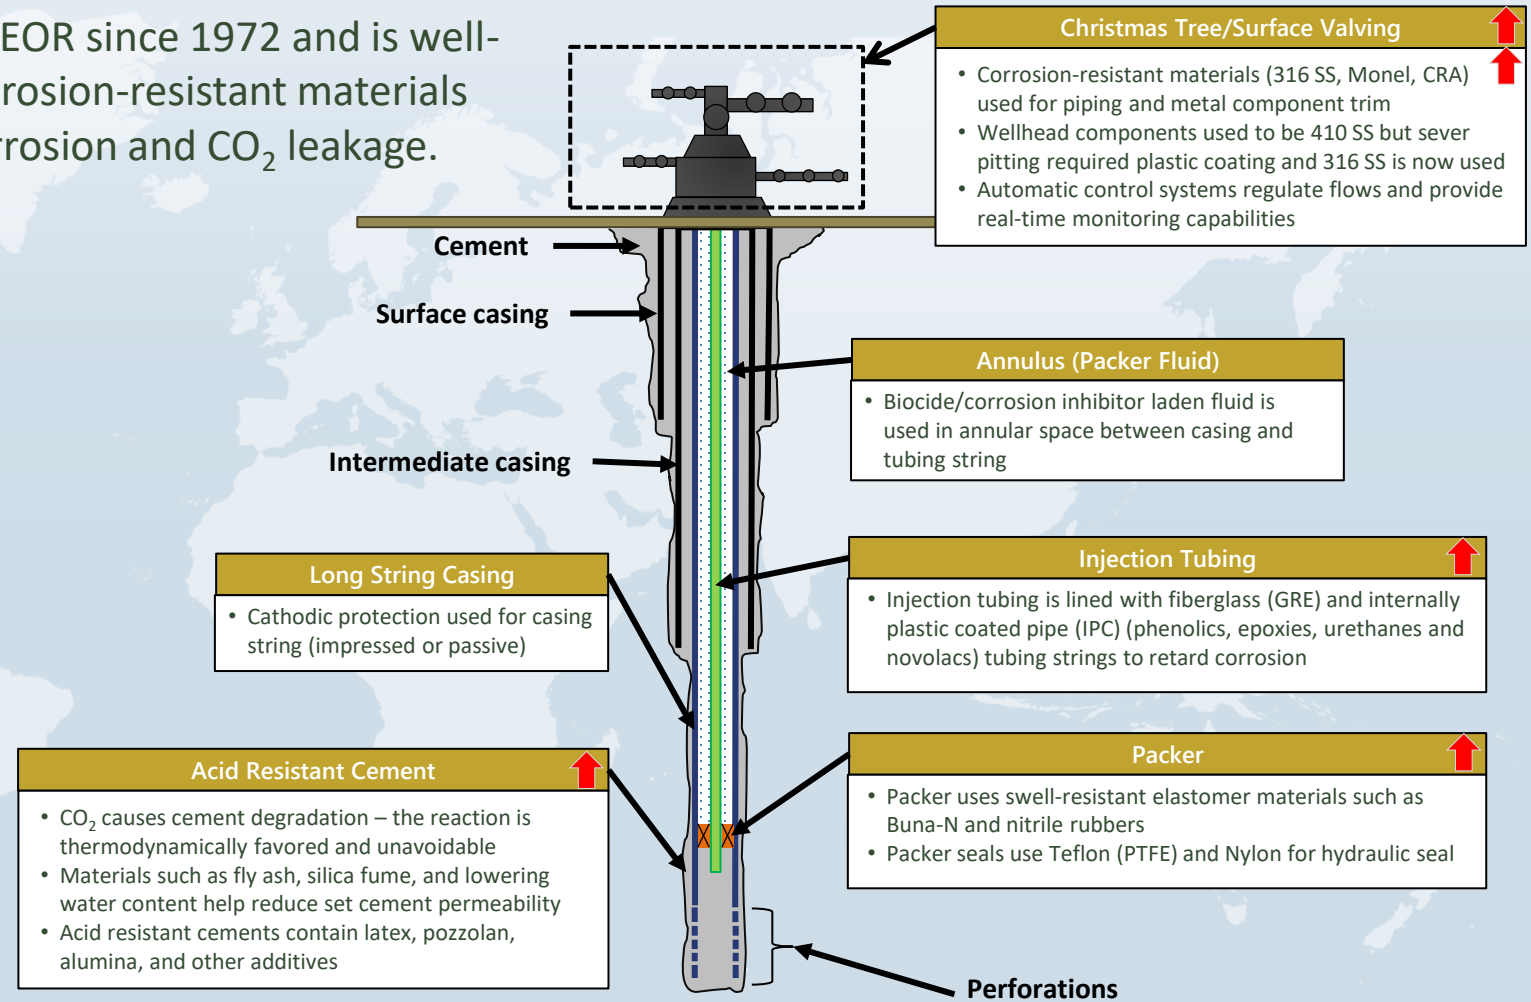 EOR since 1972 and is well-
rosion-resistant materials
rrosion and CO₂ leakage.
Christmas Tree/Surface Valving
• Corrosion-resistant materials (316 SS, Monel, CRA)
used for piping and metal component trim
• Wellhead components used to be 410 SS but sever
pitting required plastic coating and 316 SS is now used
• Automatic control systems regulate flows and provide
real-time monitoring capabilities
Cement
Surface casing
Annulus (Packer Fluid)
• Biocide/corrosion inhibitor laden fluid is
used in annular space between casing and
tubing string
Intermediate casing
Long String Casing
• Cathodic protection used for casing
string (impressed or passive)
Injection Tubing
• Injection tubing is lined with fiberglass (GRE) and internally
plastic coated pipe (IPC) (phenolics, epoxies, urethanes and
novolacs) tubing strings to retard corrosion
Acid Resistant Cement
• CO₂ causes cement degradation – the reaction is
thermodynamically favored and unavoidable
• Materials such as fly ash, silica fume, and lowering
water content help reduce set cement permeability
• Acid resistant cements contain latex, pozzolan,
alumina, and other additives
Packer
• Packer uses swell-resistant elastomer materials such as
Buna-N and nitrile rubbers
• Packer seals use Teflon (PTFE) and Nylon for hydraulic seal
Perforations